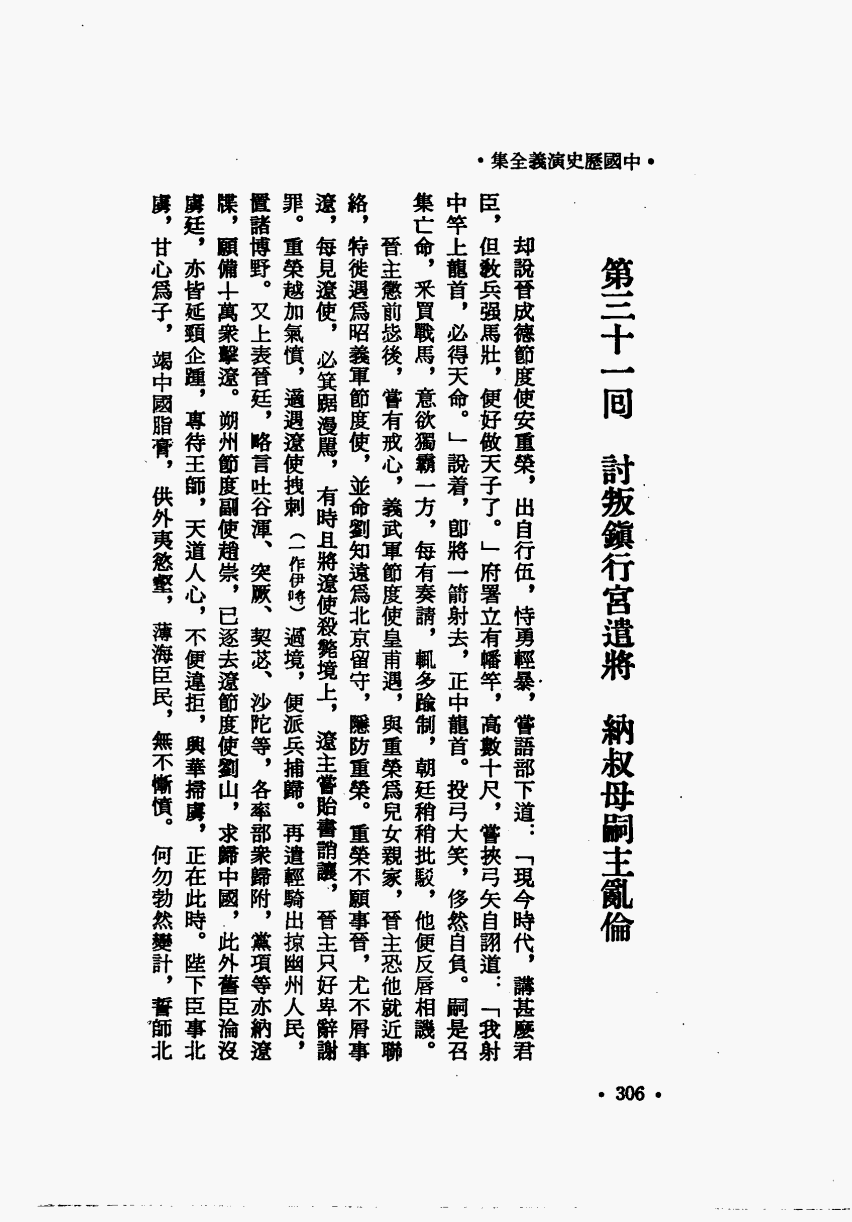 •中國歷史演義全集•
第三十一回　討叛鎭行宮遣將　納叔母嗣主亂倫
却說晉成德節度使安重榮，出自行伍，恃勇輕暴，嘗語部下道：「現今時代，講甚麼君
臣，但敎兵强馬壯，便好做天子了。」府署立有幡竿，高數十尺，嘗挾弓矢自詡道：「我射
中竿上龍首，必得天命。」說着，卽將一箭射去，正中龍首。投弓大笑，侈然自負。嗣是召
集亡命，釆買戰馬，意欲獨霸一方，每有奏請，輒多踰制，朝廷稍稍批駁，他便反唇相譏。
晉主懲前毖後，嘗有戒心，義武軍節度使皇甫遇，與重榮爲兒女親家，晉主恐他就近聯
絡，特徙遇爲昭義軍節度使，並命劉知遠爲北京留守，隱防重榮。重榮不願事晉，尤不屑事
遼，每見遼使，必箕踞漫罵，有時且將遼使殺斃境上，遼主嘗貽書誚讓，晉主只好卑辭謝
罪。重榮越加氣憤，適遇遼使拽刺（一作伊喇）過境，便派兵捕歸。再遣輕騎出掠幽州人民，
置諸博野。又上表晉廷，略言吐谷渾、突厥、契苾、沙陀等，各率部衆歸附，黨項等亦納遼
牒，願備十萬衆擊遼。朔州節度副使趙崇，已逐去遼節度使劉山，求歸中國，此外舊臣淪沒
虜廷，亦皆延頸企踵，專待王師，天道人心，不便違拒，興華掃虜，正在此時。陛下臣事北
虜，甘心爲子，竭中國脂膏，供外夷慾壑，薄海臣民，無不慚憤。何勿勃然變計，誓師北
• 306 •